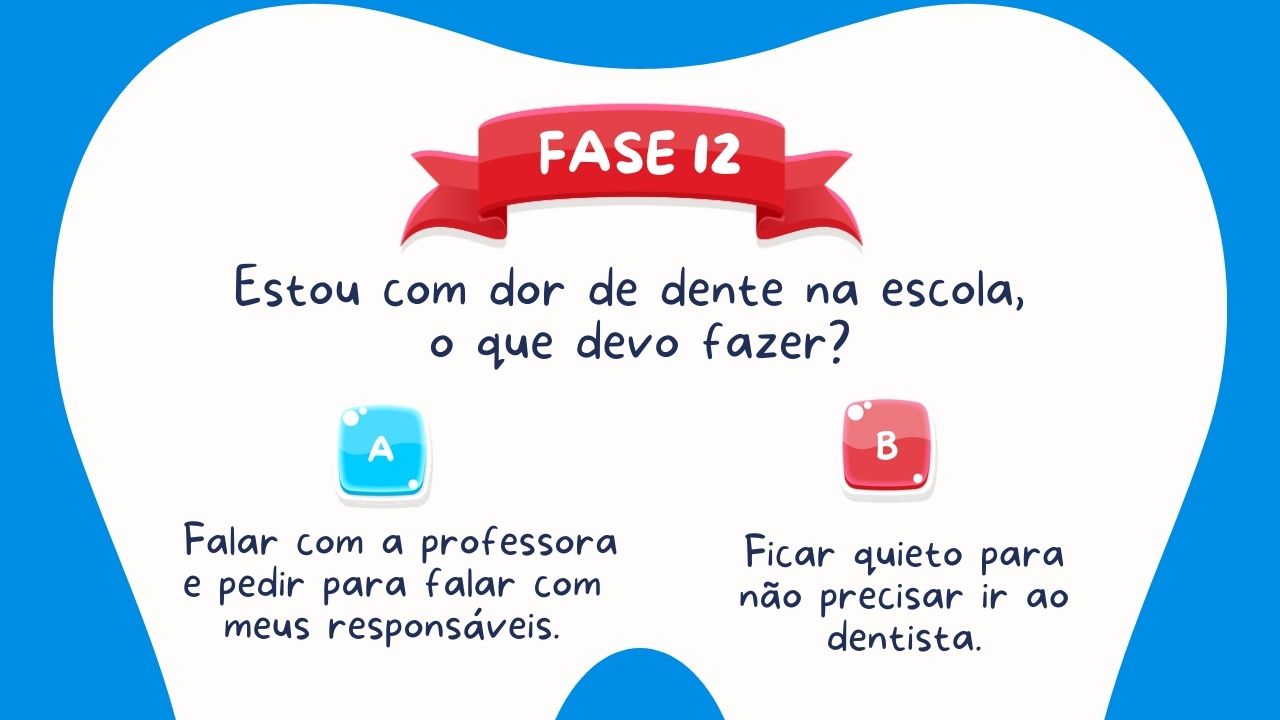 FASE 12
Estou com dor de dente na escola,
o que devo fazer?
A
Falar com a professora
e pedir para falar com
meus responsáveis.
B
Ficar quieto para
não precisar ir ao
dentista.